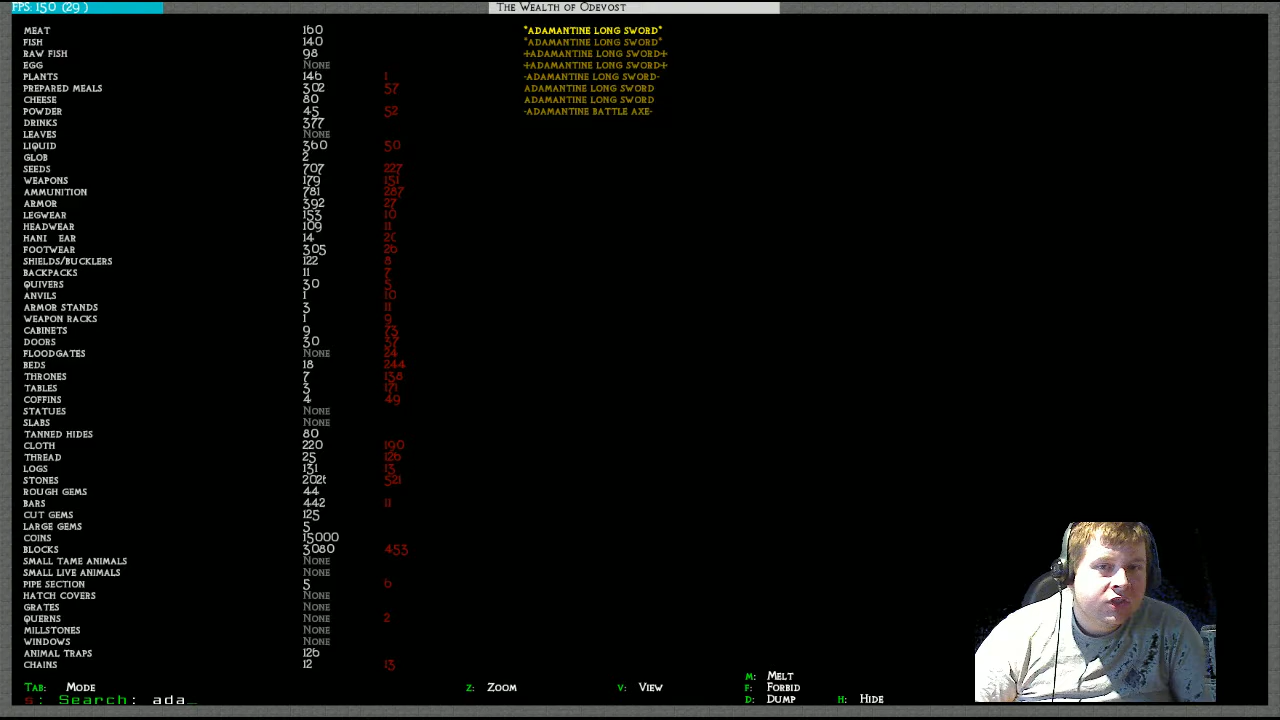 FPS: 150 (29 )
The Wealth of Odevost
Meat 160
Fish 140
Raw Fish 98
Egg None
Plants 146 1
Prepared Meals 302 57
Cheese 80
Powder 45 52
Drinks 377
Leaves None
Liquid 360 50
Glob 2
Seeds 707 227
Weapons 179 151
Ammunition 781 287
Armor 392 27
Legwear 153 10
Headwear 109 11
14
Footwear 305 26
Shields/Bucklers 122 8
Backpacks 11 7
Quivers 30 5
Anvils 1 10
Armor Stands 3 11
Weapon Racks 1 9
Cabinets 9 73
Doors 30 37
Floodgates None 24
Beds 18 244
Thrones 7 138
Tables 3 171
Coffins 4 49
Statues None
Slabs None
Tanned Hides 80
Cloth 220 190
Thread 25 126
Logs 131 13
Stones 521
Rough Gems 44
Bars 442 11
Cut Gems 125
Large Gems 5
Coins 15000
Blocks 3080 453
Small Tame Animals None
Small Live Animals None
Pipe Section 5 6
Hatch Covers None
Grates None
Querns None 2
Millstones None
Windows None
Animal Traps 126
Chains 12 13
*Adamantine Long Sword*
*Adamantine Long Sword*
+Adamantine Long Sword+
+Adamantine Long Sword+
-Adamantine Long Sword-
Adamantine Long Sword
Adamantine Long Sword
-Adamantine Battle Axe-
Tab: Mode
Z: Zoom
V: View
M: Melt
F: Forbid
D: Dump
H: Hide
s: Search: ada_